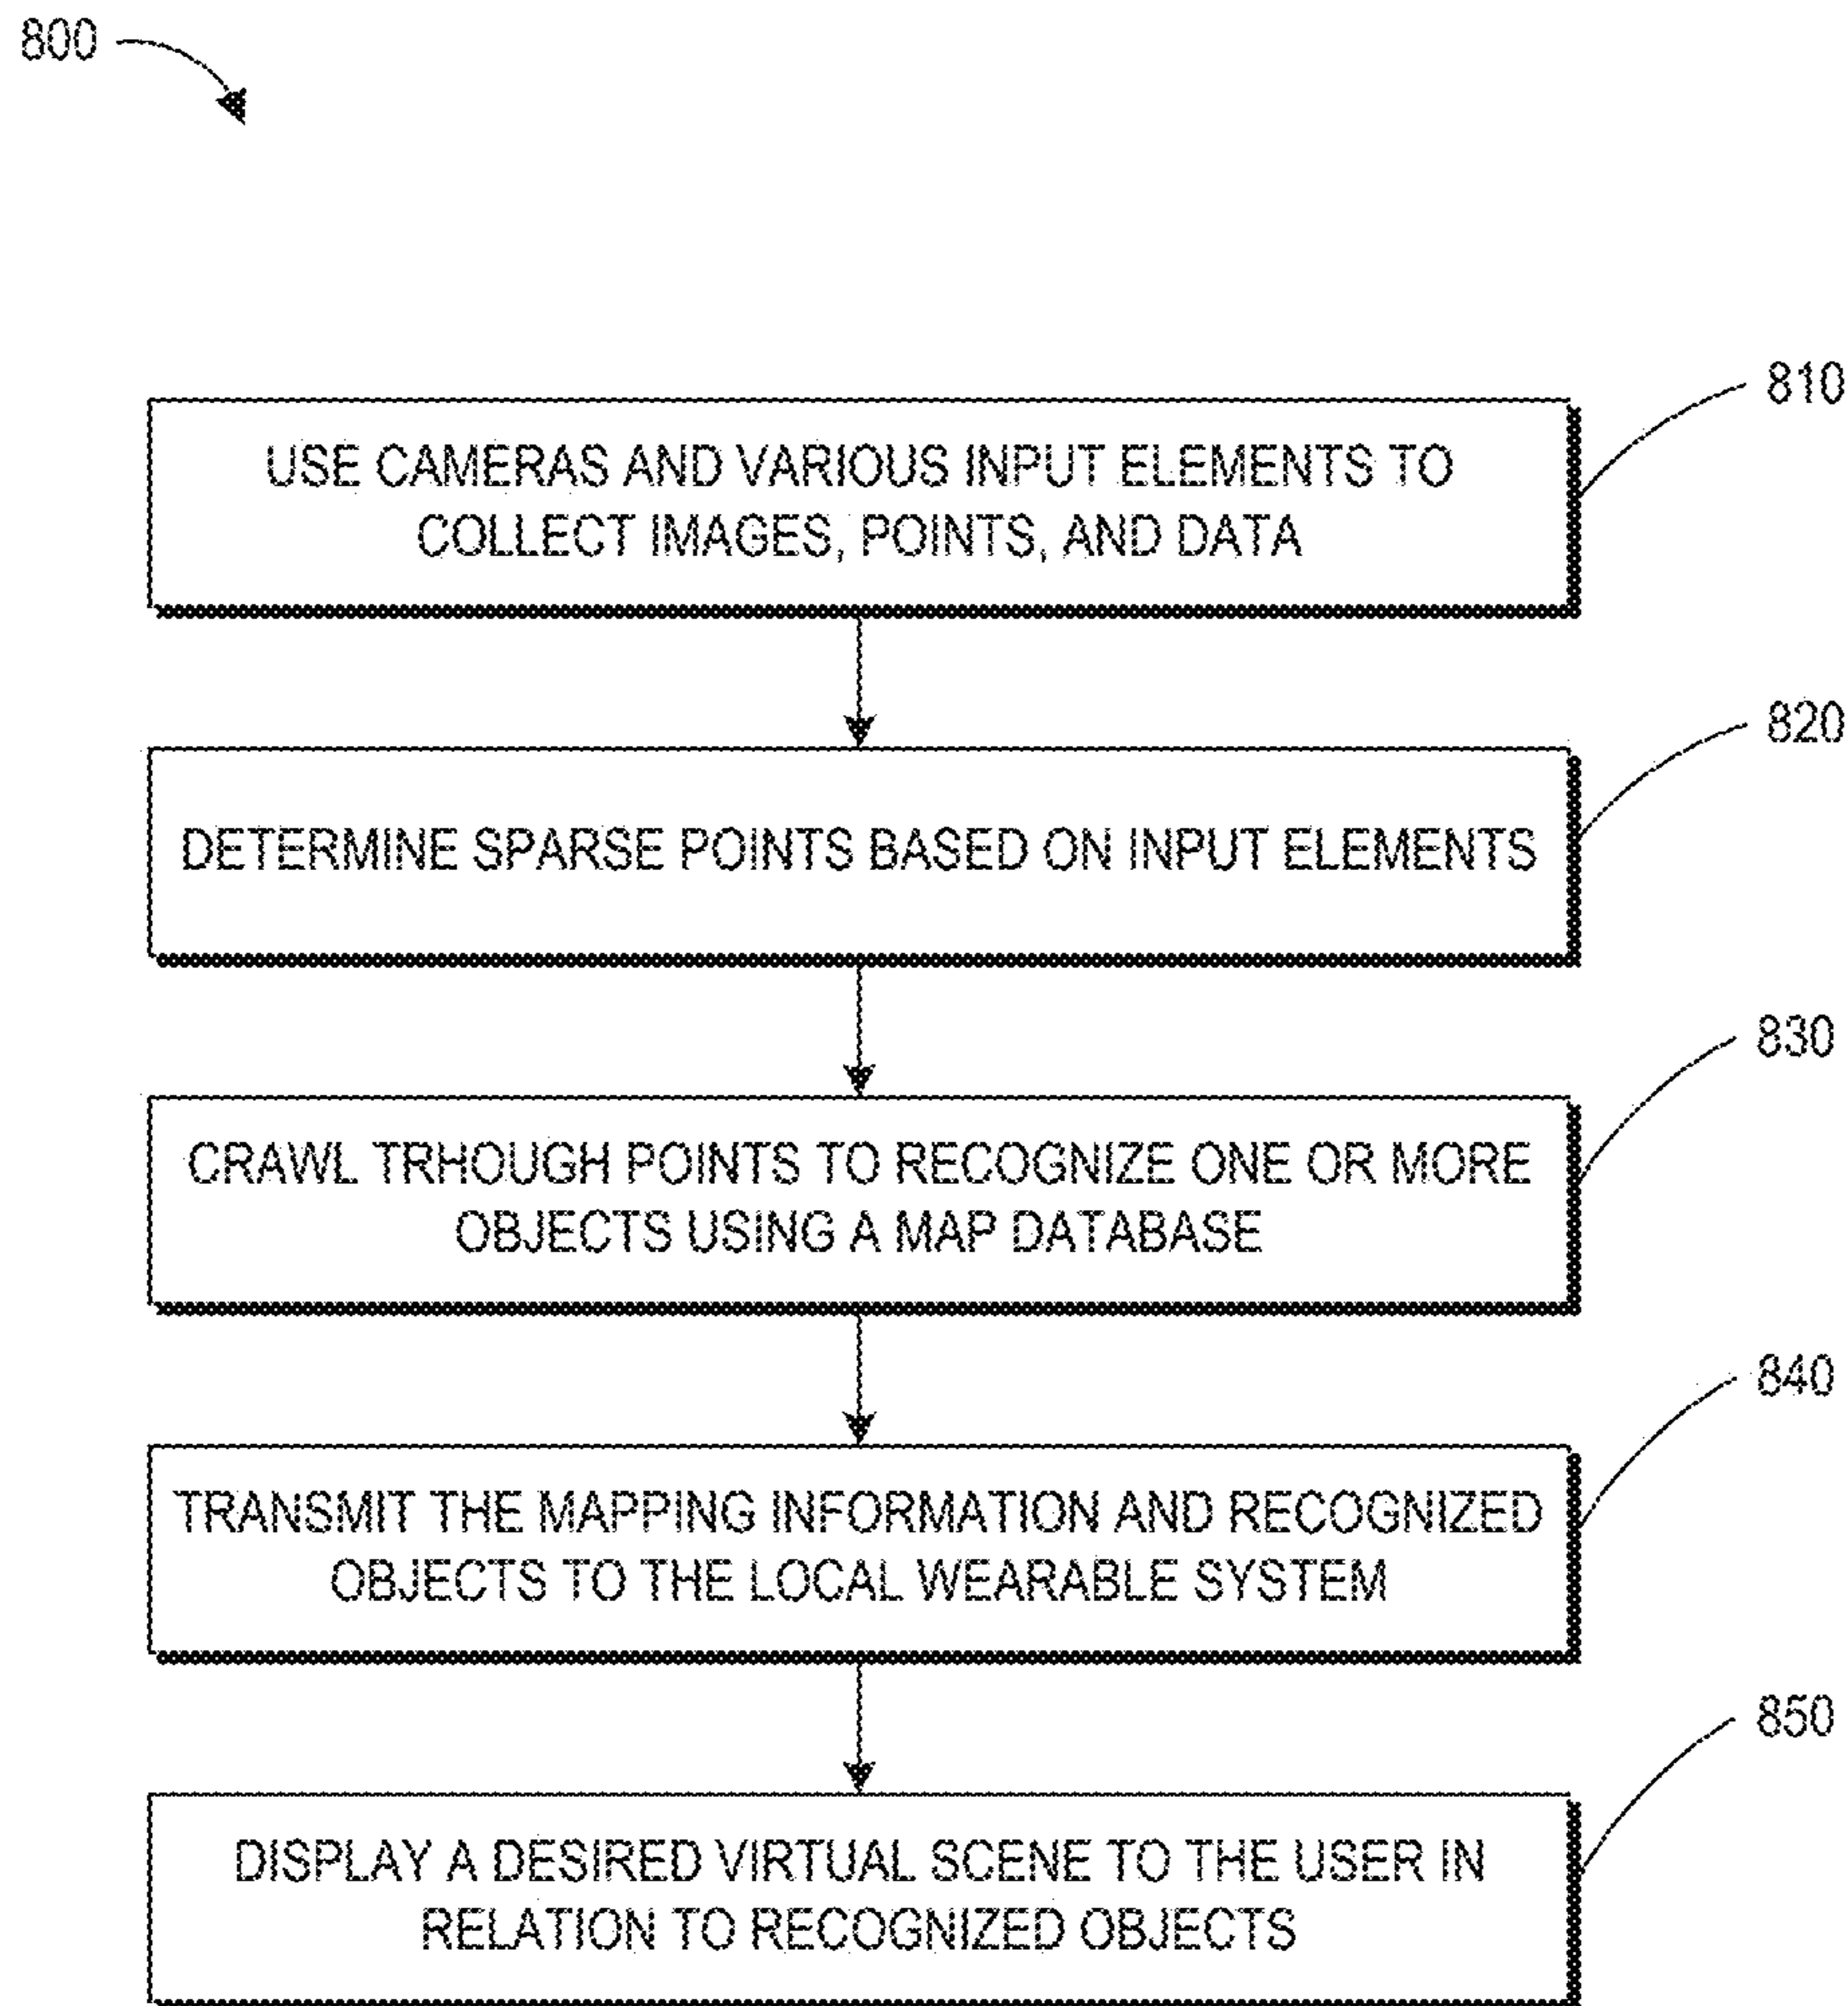 800
810
USE CAMERAS AND VARIOUS INPUT ELEMENTS TO
COLLECT IMAGES, POINTS, AND DATA
820
DETERMINE SPARSE POINTS BASED ON INPUT ELEMENTS
830
CRAWL TRHOUGH POINTS TO RECOGNIZE ONE OR MORE
OBJECTS USING A MAP DATABASE
840
TRANSMIT THE MAPPING INFORMATION AND RECOGNIZED
OBJECTS TO THE LOCAL WEARABLE SYSTEM
850
DISPLAY A DESIRED VIRTUAL SCENE TO THE USER IN
RELATION TO RECOGNIZED OBJECTS